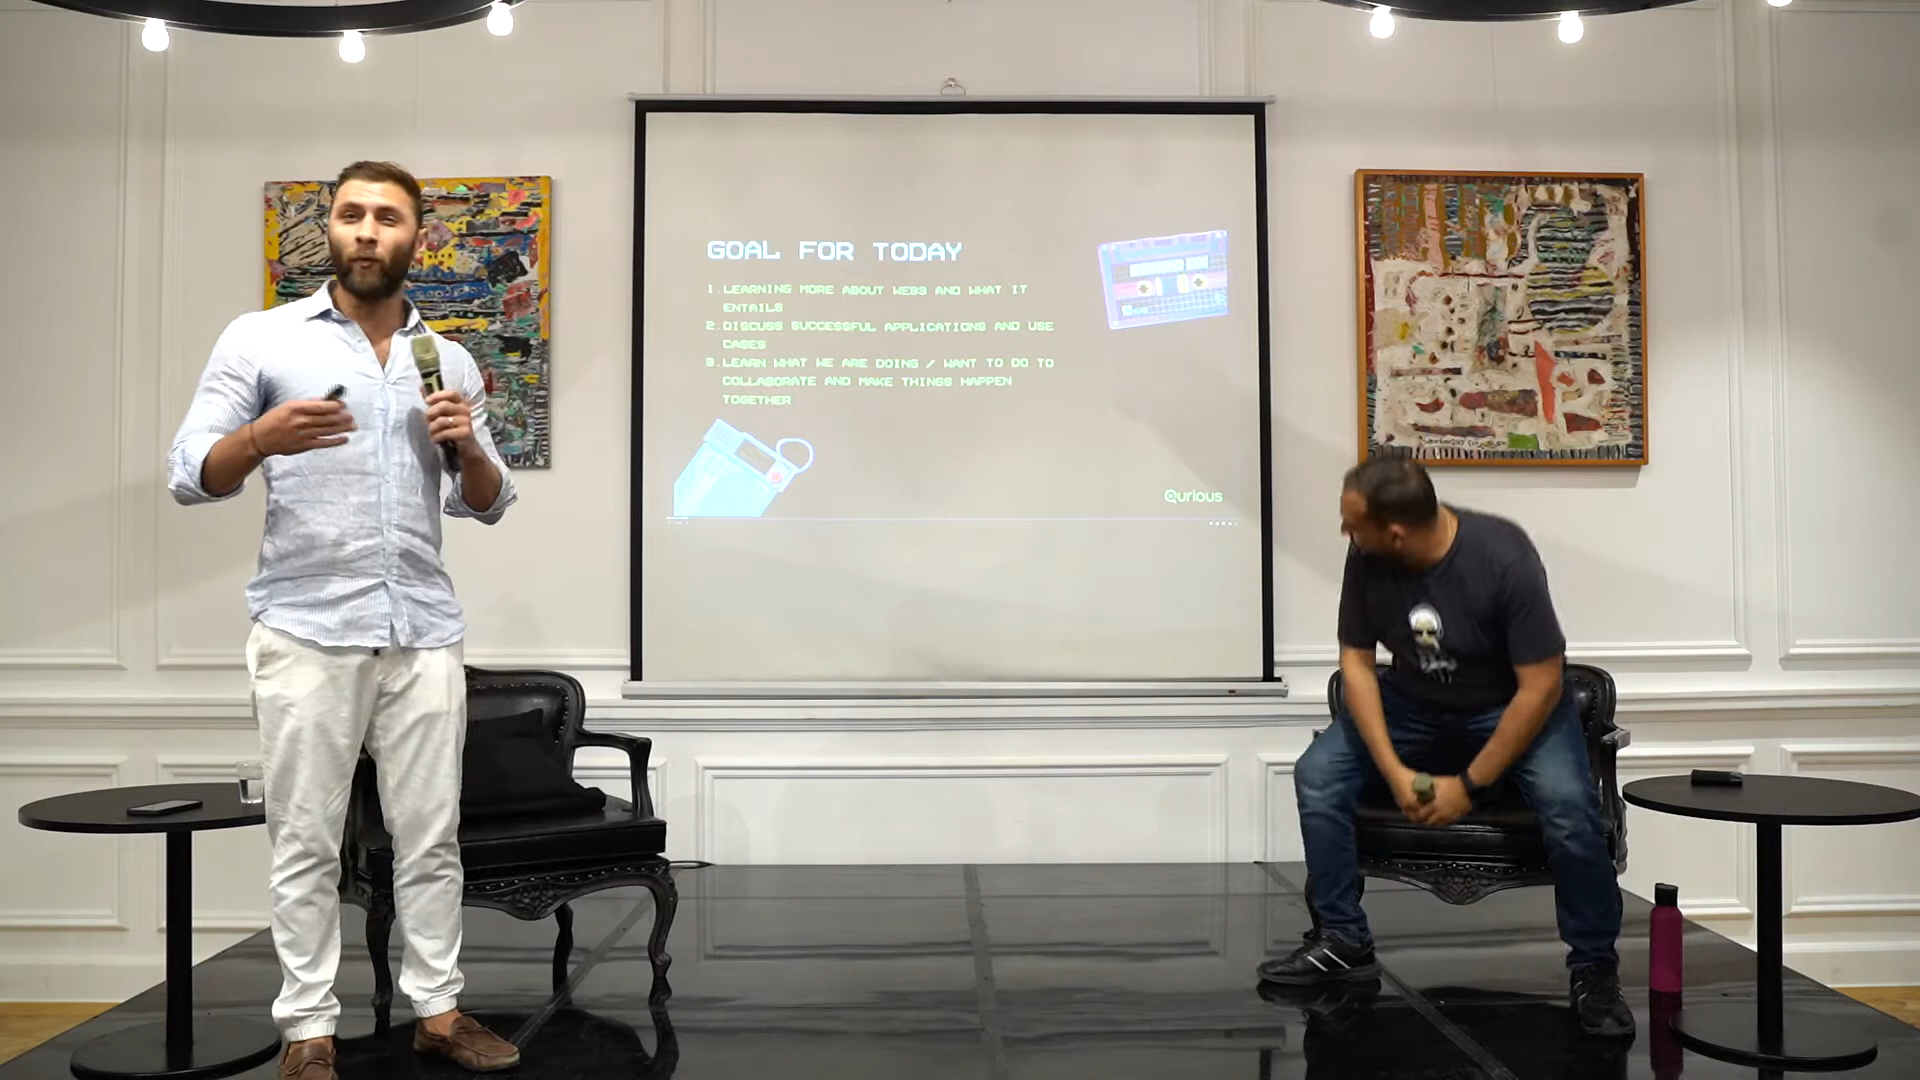 GOAL FOR TODAY
1. LEARNING MORE ABOUT WEB3 AND WHAT IT
ENTAILS
2. DISCUSS SUCCESSFUL APPLICATIONS AND USE
CASES
3. LEARN WHAT WE ARE DOING / WANT TO DO TO
COLLABORATE AND MAKE THINGS HAPPEN
TOGETHER
Qurious